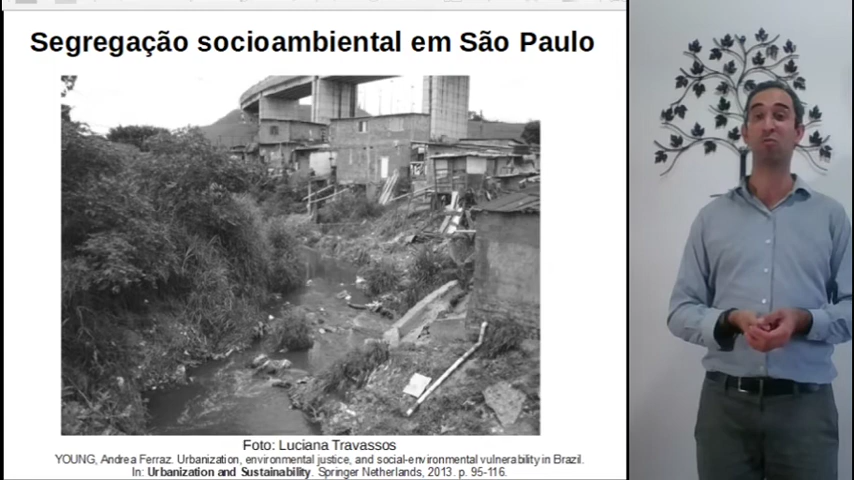 Segregação socioambiental em São Paulo
Foto: Luciana Travassos
YOUNG, Andrea Ferraz. Urbanization, environmental justice, and social-environmental vulnerability in Brazil.
In: Urbanization and Sustainability. Springer Netherlands, 2013. p. 95-116.